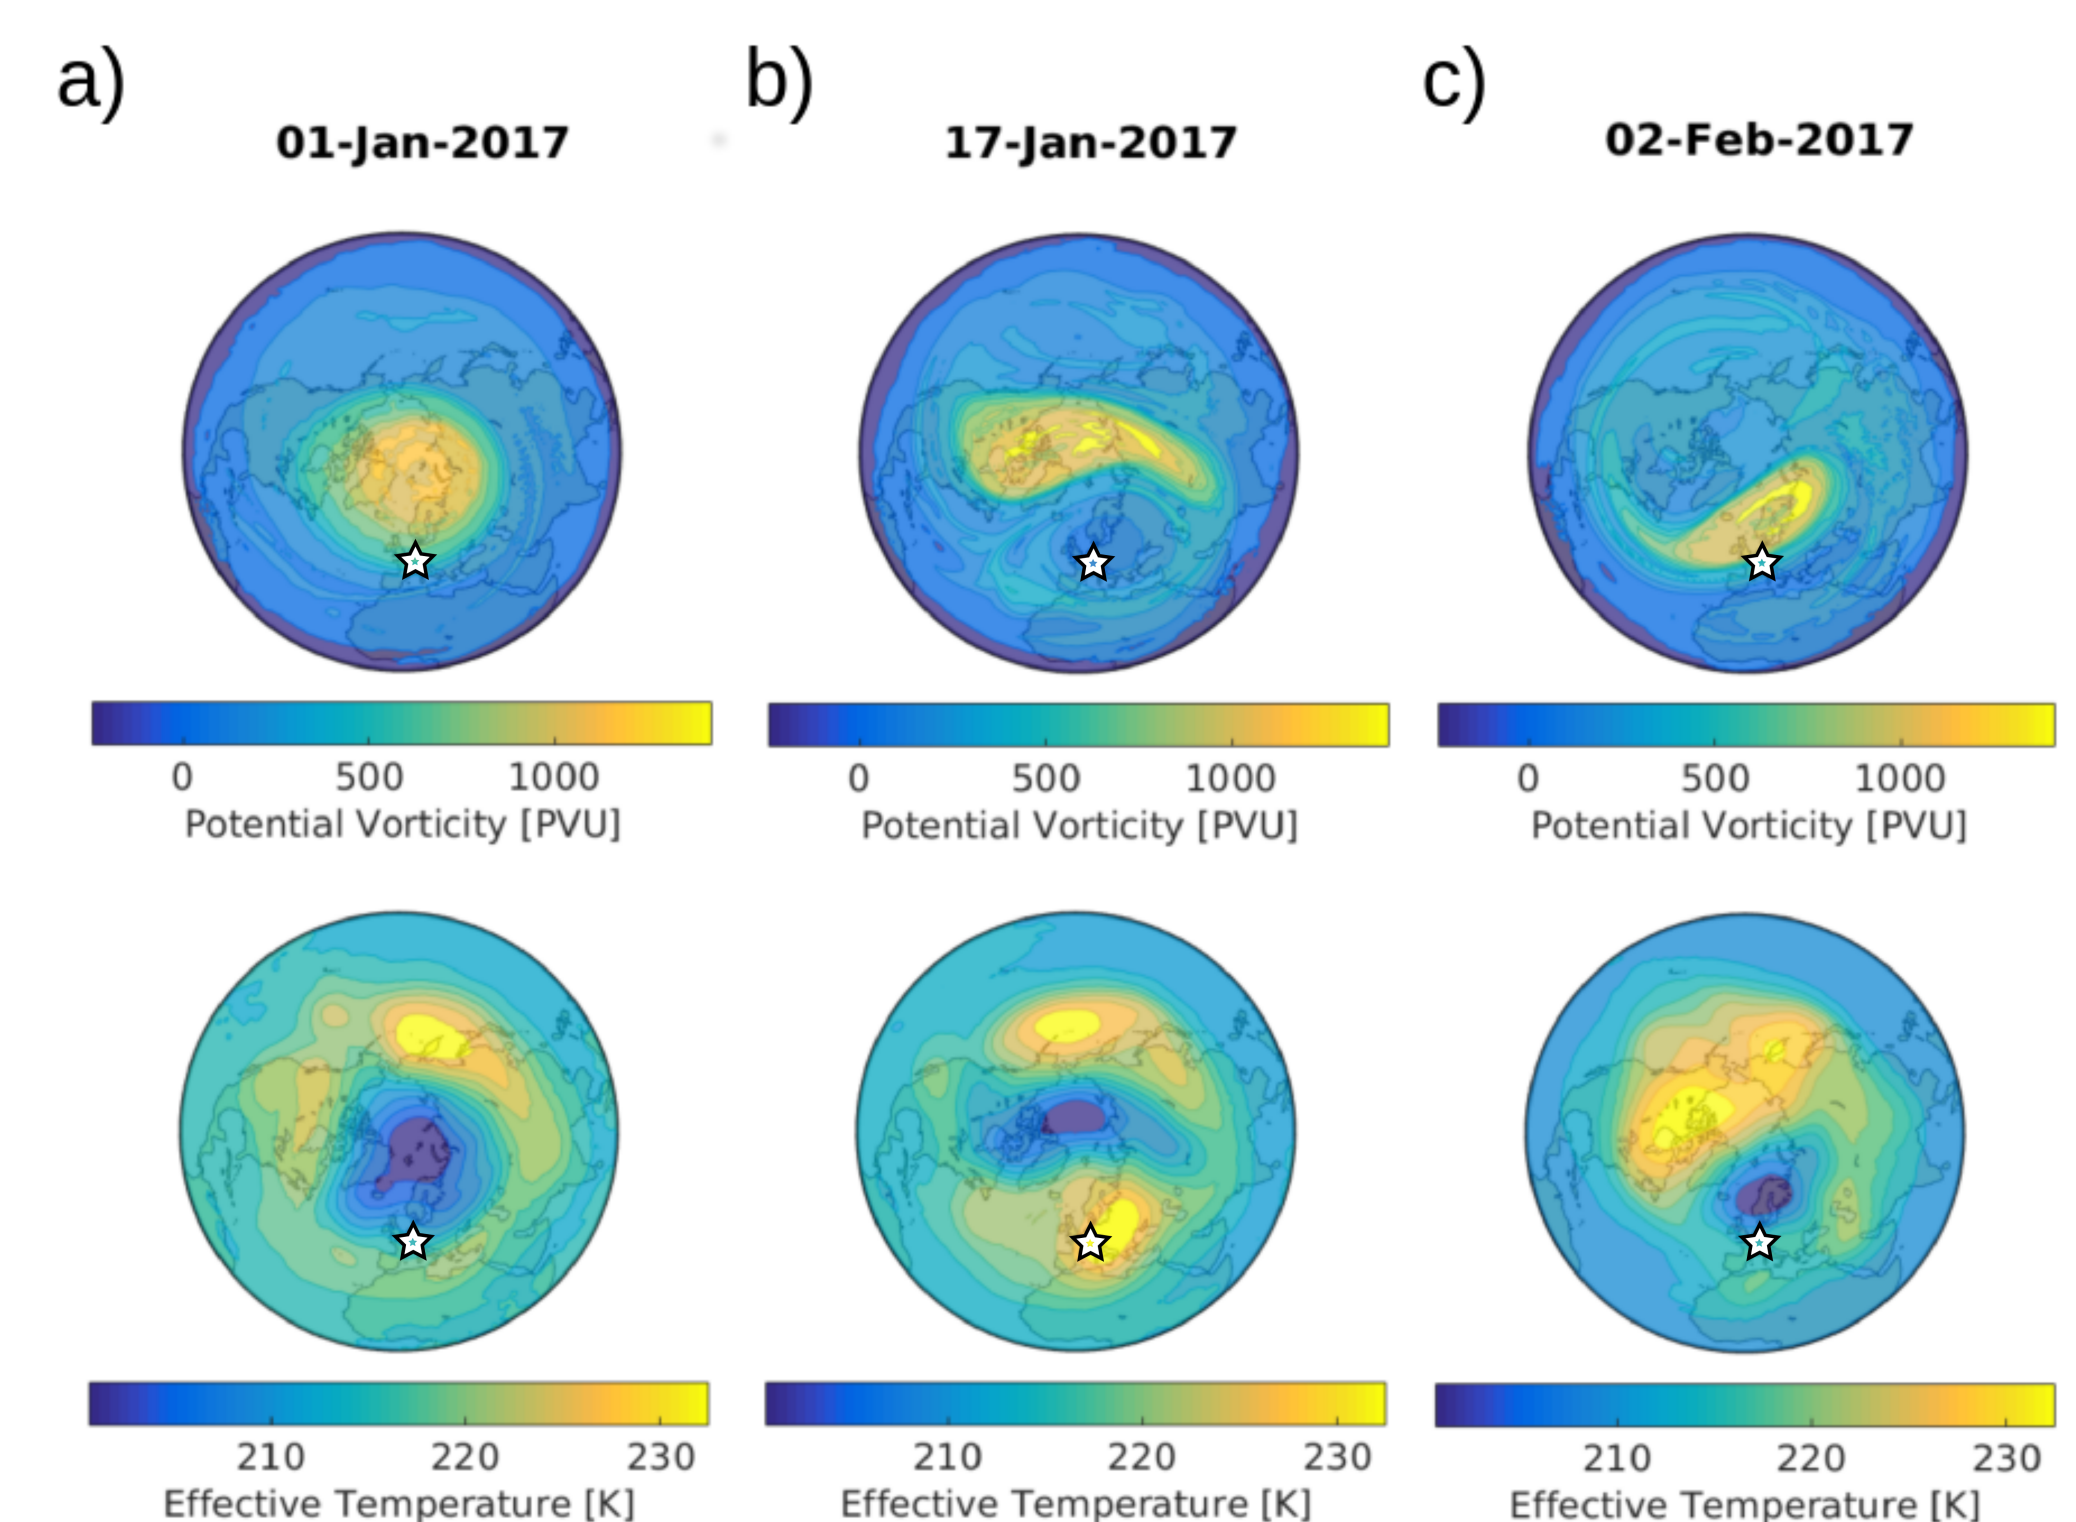 a)
b)
c)
01-Jan-2017
17-Jan-2017
02-Feb-2017
0 500 1000
Potential Vorticity [PVU]
0 500 1000
Potential Vorticity [PVU]
0 500 1000
Potential Vorticity [PVU]
210 220 230
Effective Temperature [K]
210 220 230
Effective Temperature [K]
210 220 230
Effective Temperature [K]